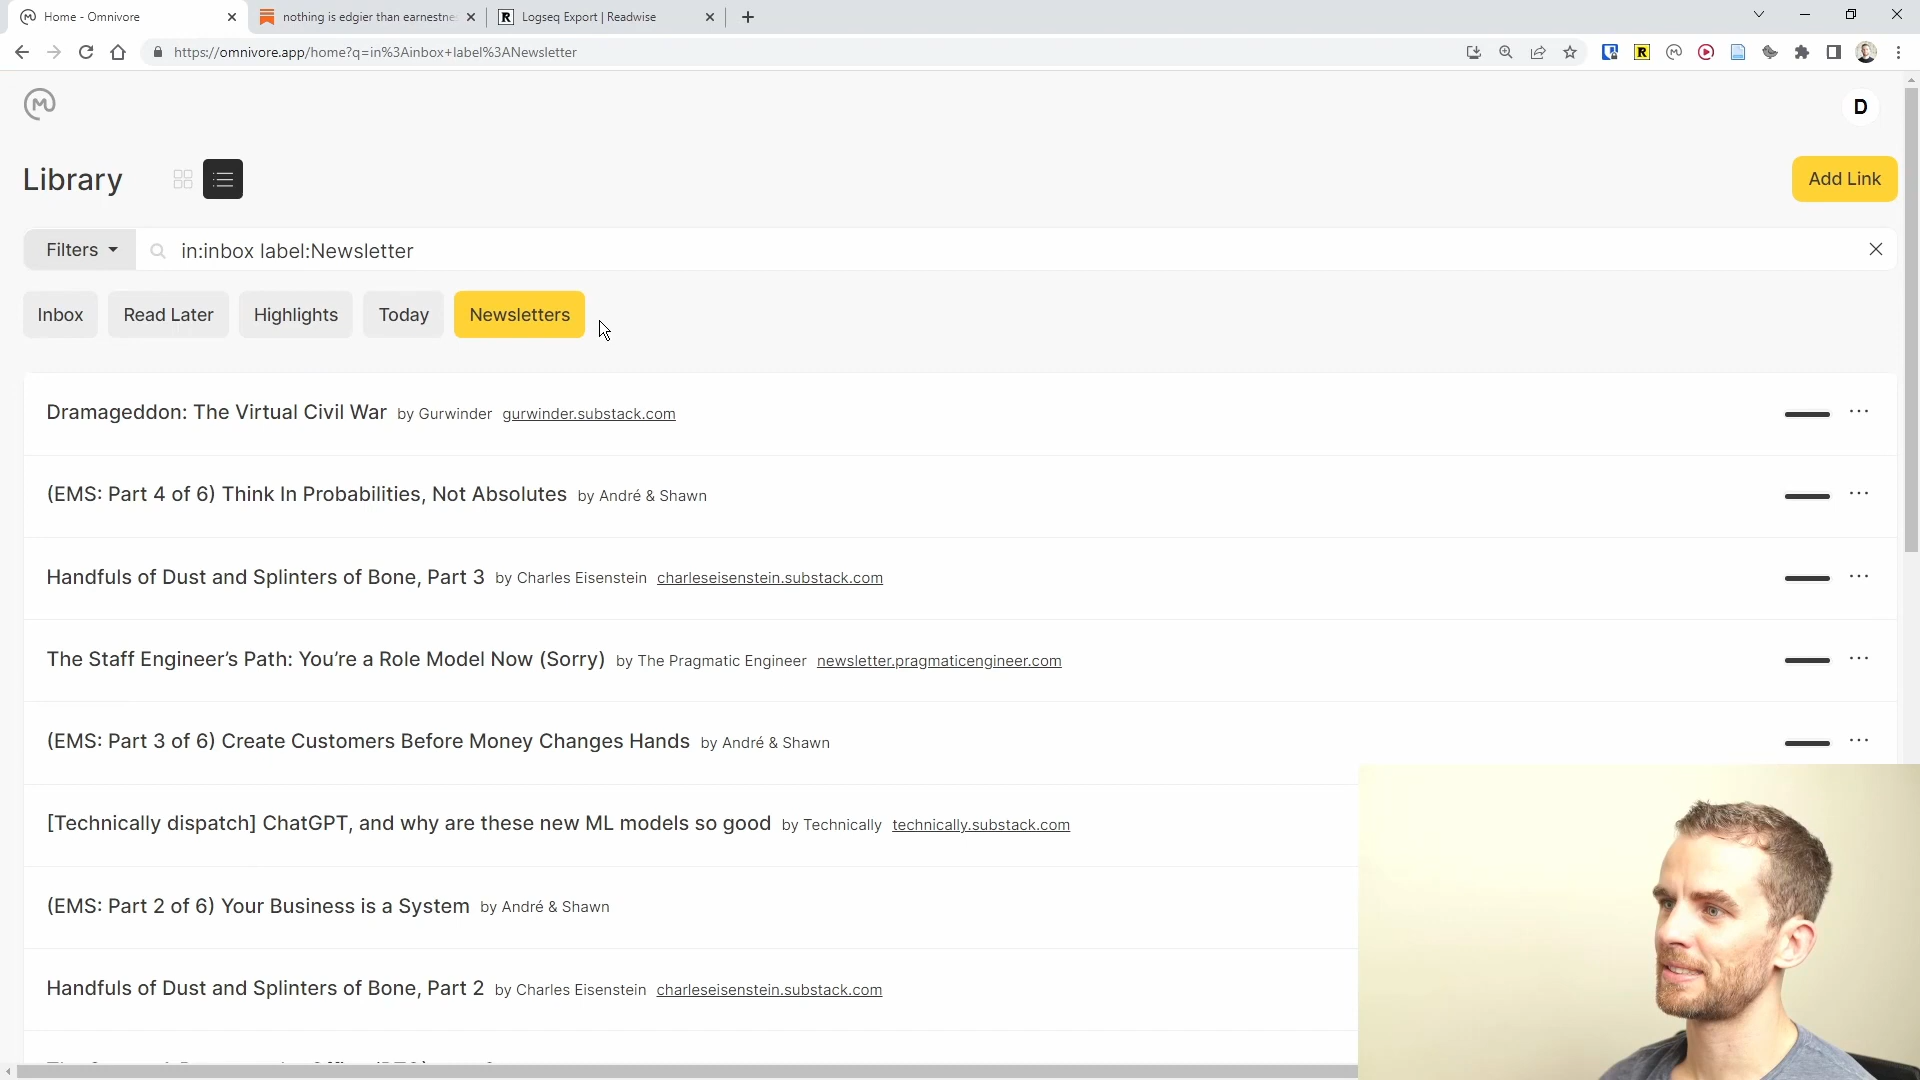 Home - Omnivore
nothing is edgier than earnestne
R Logseq Export | Readwise
https://omnivore.app/home?q=in%3Ainbox+label%3ANewsletter
R
D
Library
Add Link
Filters
in:inbox label:Newsletter
Inbox Read Later Highlights Today Newsletters
Dramageddon: The Virtual Civil War by Gurwinder gurwinder.substack.com
(EMS: Part 4 of 6) Think In Probabilities, Not Absolutes by André & Shawn
Handfuls of Dust and Splinters of Bone, Part 3 by Charles Eisenstein charleseisenstein.substack.com
The Staff Engineer’s Path: You’re a Role Model Now (Sorry) by The Pragmatic Engineer newsletter.pragmaticengineer.com
(EMS: Part 3 of 6) Create Customers Before Money Changes Hands by André & Shawn
[Technically dispatch] ChatGPT, and why are these new ML models so good by Technically technically.substack.com
(EMS: Part 2 of 6) Your Business is a System by André & Shawn
Handfuls of Dust and Splinters of Bone, Part 2 by Charles Eisenstein charleseisenstein.substack.com